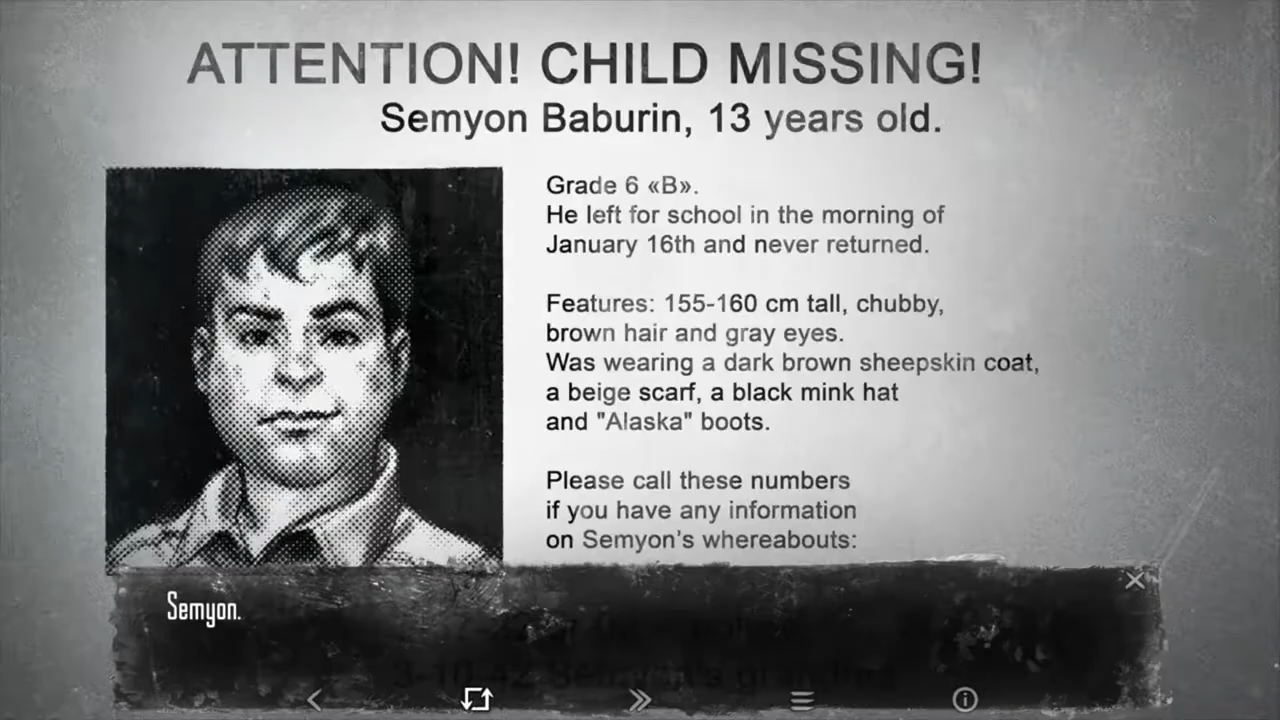 ATTENTION! CHILD MISSING!
Semyon Baburin, 13 years old.
Grade 6 «B».
He left for school in the morning of
January 16th and never returned.
Features: 155-160 cm tall, chubby,
brown hair and gray eyes.
Was wearing a dark brown sheepskin coat,
a beige scarf, a black mink hat
and "Alaska" boots.
Please call these numbers
if you have any information
on Semyon’s whereabouts:
Semyon.